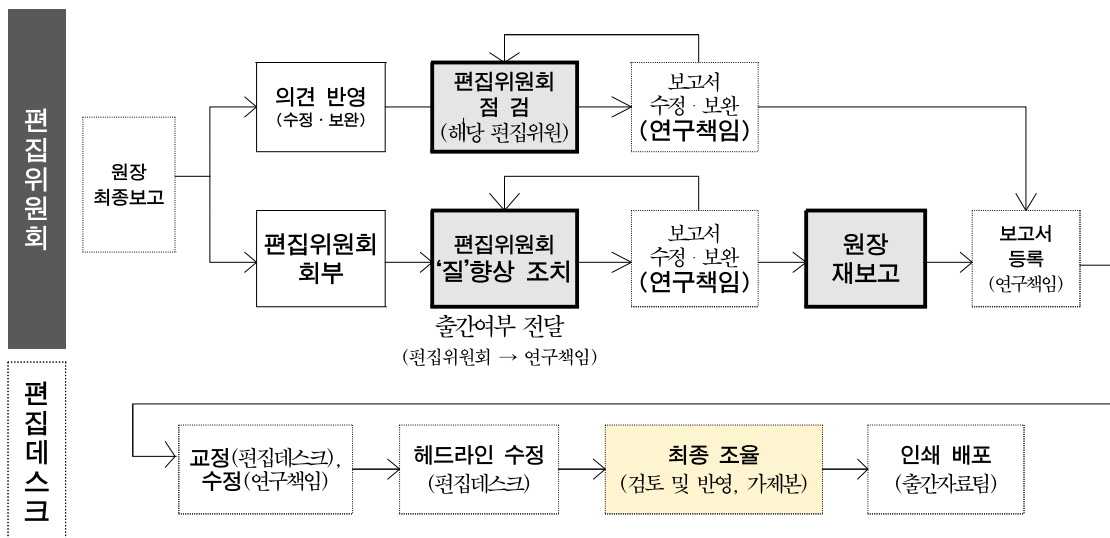 편집위원회
원장
최종보고
의견 반영
(수정 · 보완)
편집위원회
점 검
(해당 편집위원)
보고서
수정 · 보완
(연구책임)
편집위원회
회부
편집위원회
‘질’향상 조치
출간여부 전달
(편집위원회 → 연구책임)
보고서
수정 · 보완
(연구책임)
원장
재보고
보고서
등록
(연구책임)
편집데스크
교정(편집데스크),
수정(연구책임)
헤드라인 수정
(편집데스크)
최종 조율
(검토 및 반영, 가제본)
인쇄 배포
(출간자료팀)